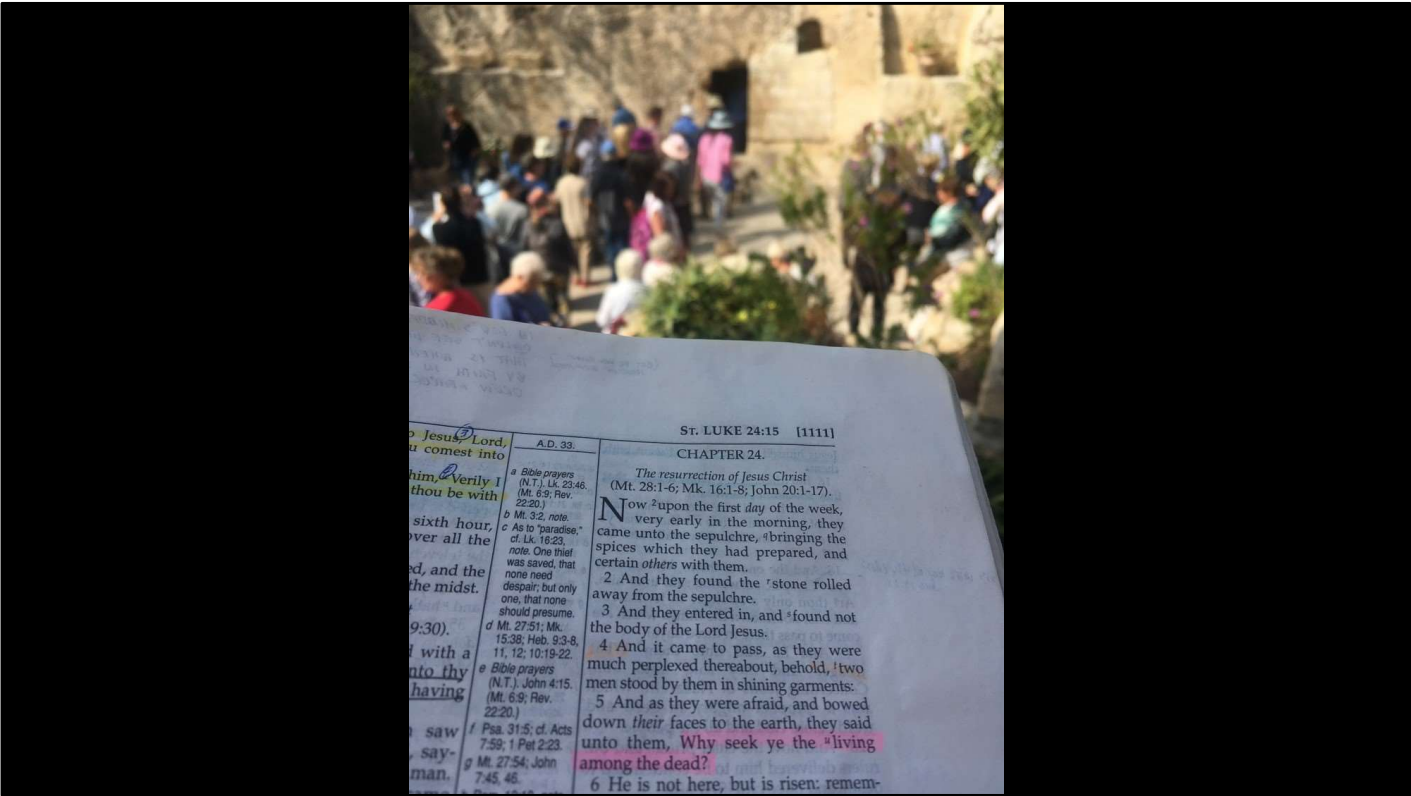 ST. LUKE 24:15 [1111]
Jesus, 3 Lord,
u comest into
him, 2 Verily I
thou be with
sixth hour,
ver all the
ed, and the
the midst.
9:30).
with a
nto thy
having
saw
, say-
man.
A.D. 33.
a Bible prayers
(N.T.). Lk. 23:46.
(Mt. 6:9; Rev.
22:20.)
b Mt. 3:2, note.
c As to "paradise,"
cf. Lk. 16:23,
note. One thief
was saved, that
none need
despair; but only
one, that none
should presume.
d Mt. 27:51; Mk.
15:38; Heb. 9:3-8,
11, 12; 10:19-22.
e Bible prayers
(N.T.). John 4:15.
(Mt. 6:9; Rev.
22:20.)
f Psa. 31:5; cf. Acts
7:59; 1 Pet 2:23.
g Mt. 27:54; John
7:45, 46.
CHAPTER 24.
The resurrection of Jesus Christ
(Mt. 28:1-6; Mk. 16:1-8; John 20:1-17).
Now ²upon the first day of the week,
very early in the morning, they
came unto the sepulchre, qbringing the
spices which they had prepared, and
certain others with them.
2 And they found the rstone rolled
away from the sepulchre.
3 And they entered in, and sfound not
the body of the Lord Jesus.
4 And it came to pass, as they were
much perplexed thereabout, behold, ttwo
men stood by them in shining garments:
5 And as they were afraid, and bowed
down their faces to the earth, they said
unto them, Why seek ye the uliving
among the dead?
6 He is not here, but is risen: remem-